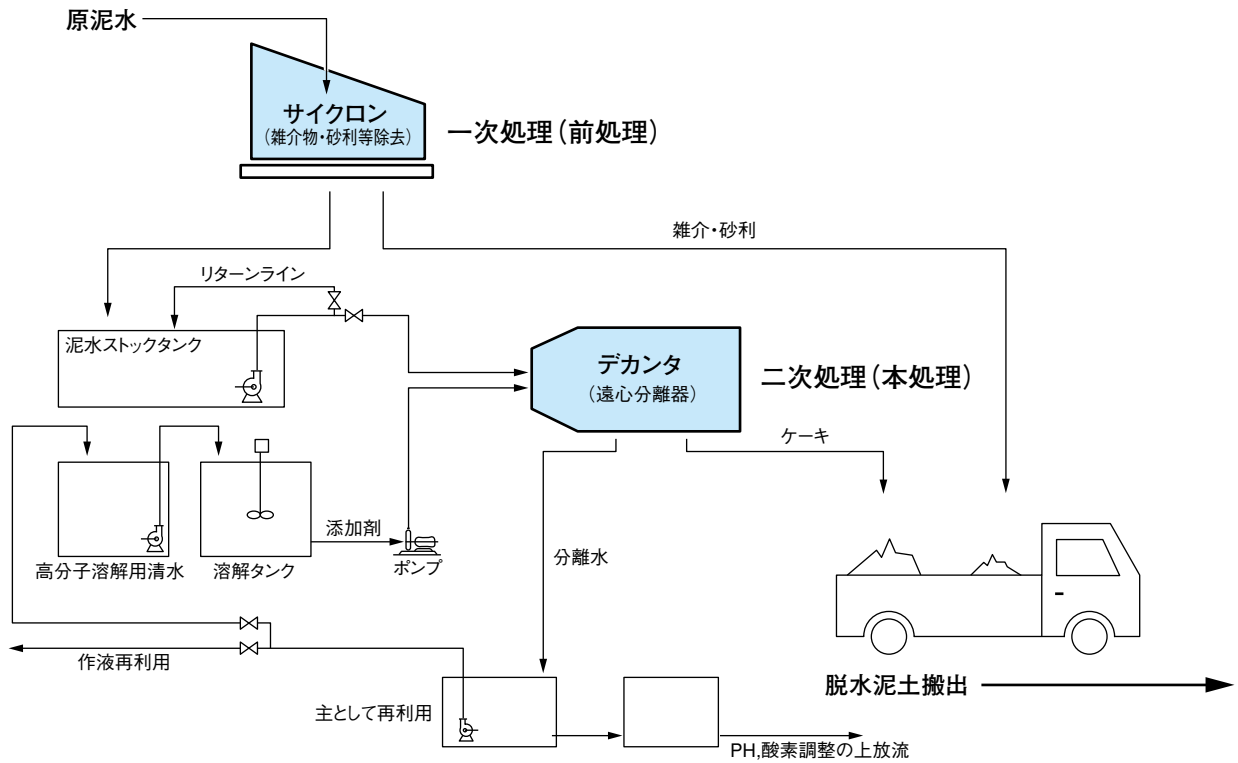 原泥水
サイクロン
（雑介物・砂利等除去）
一次処理（前処理）
雑介・砂利
リターンライン
泥水ストックタンク
デカンタ
（遠心分離器）
二次処理（本処理）
ケーキ
添加剤
分離水
高分子溶解用清水
溶解タンク
ポンプ
作液再利用
脱水泥土搬出
主として再利用
PH,酸素調整の上放流